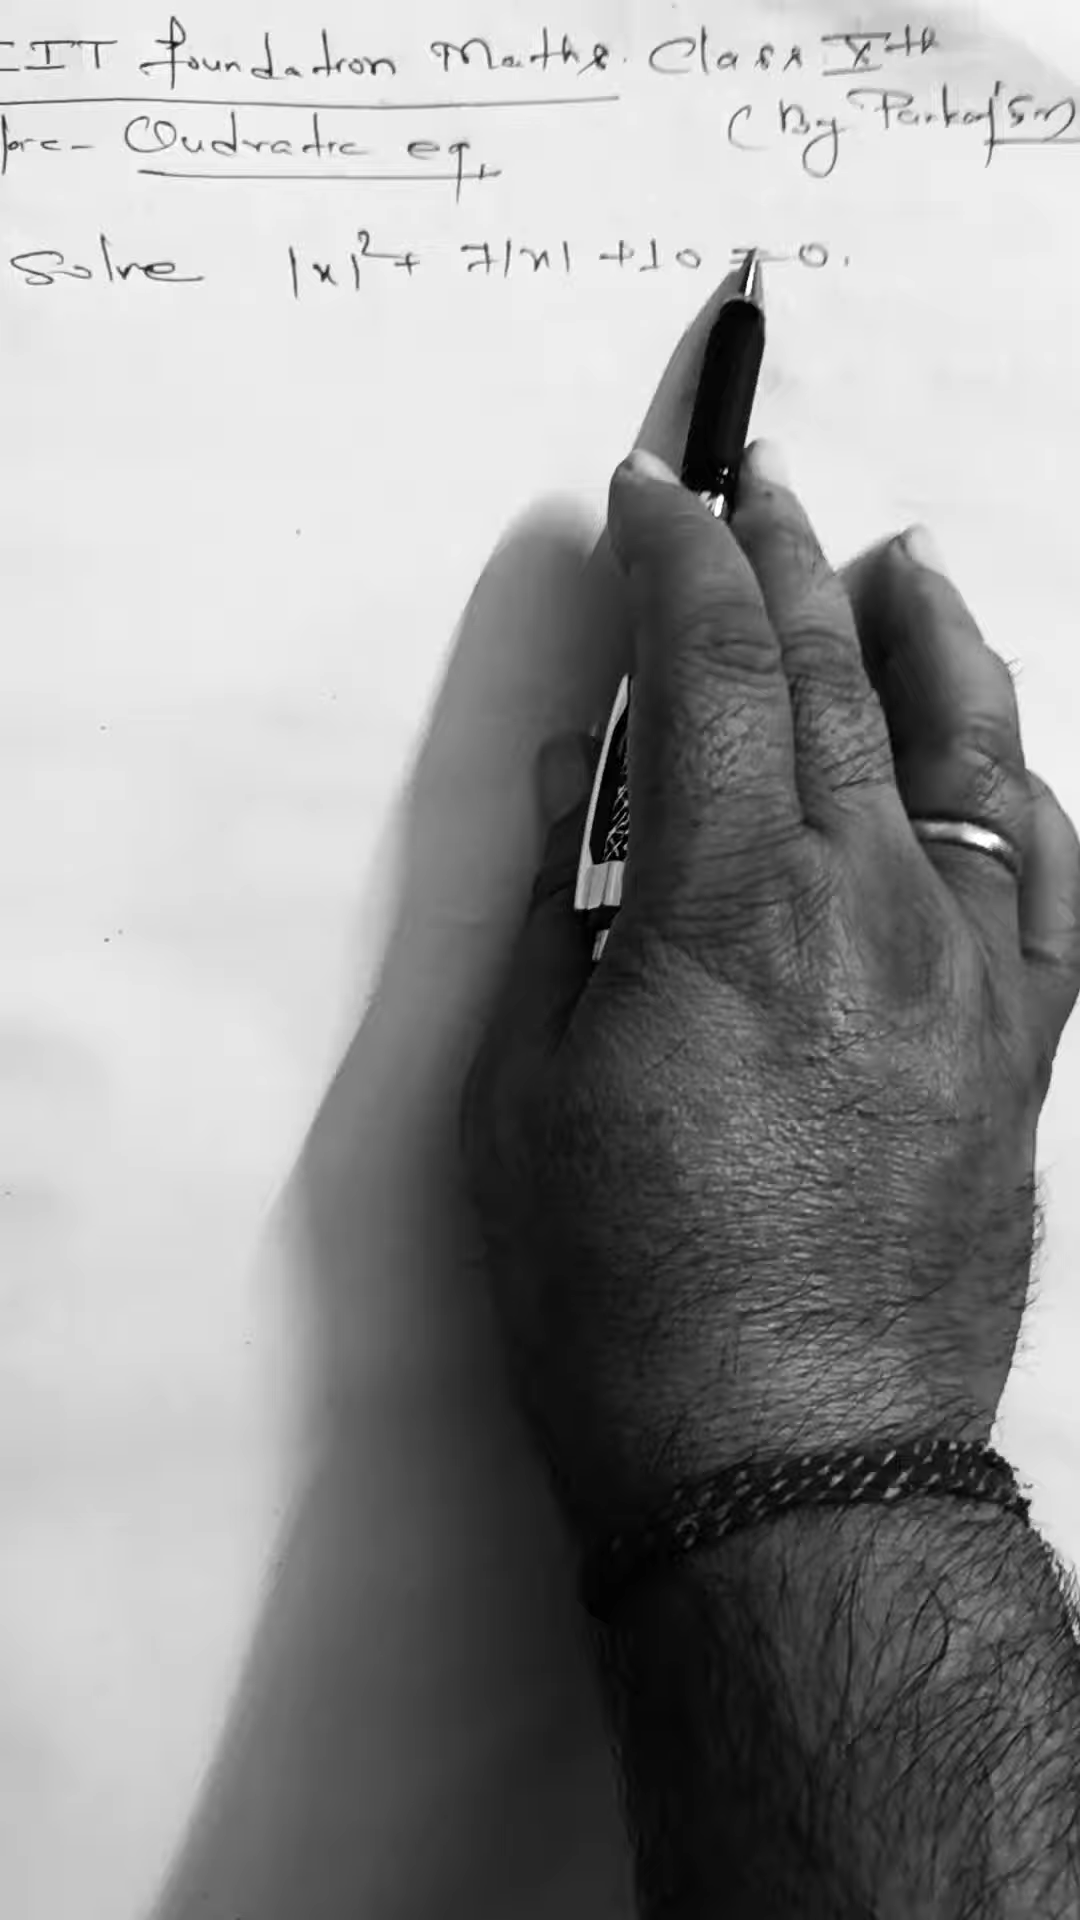 IIT foundation Maths. Class Xth
Quadratic eq.
(By Pankaj Sir)
Solve |x|²+ 7|x| +10 = 0.